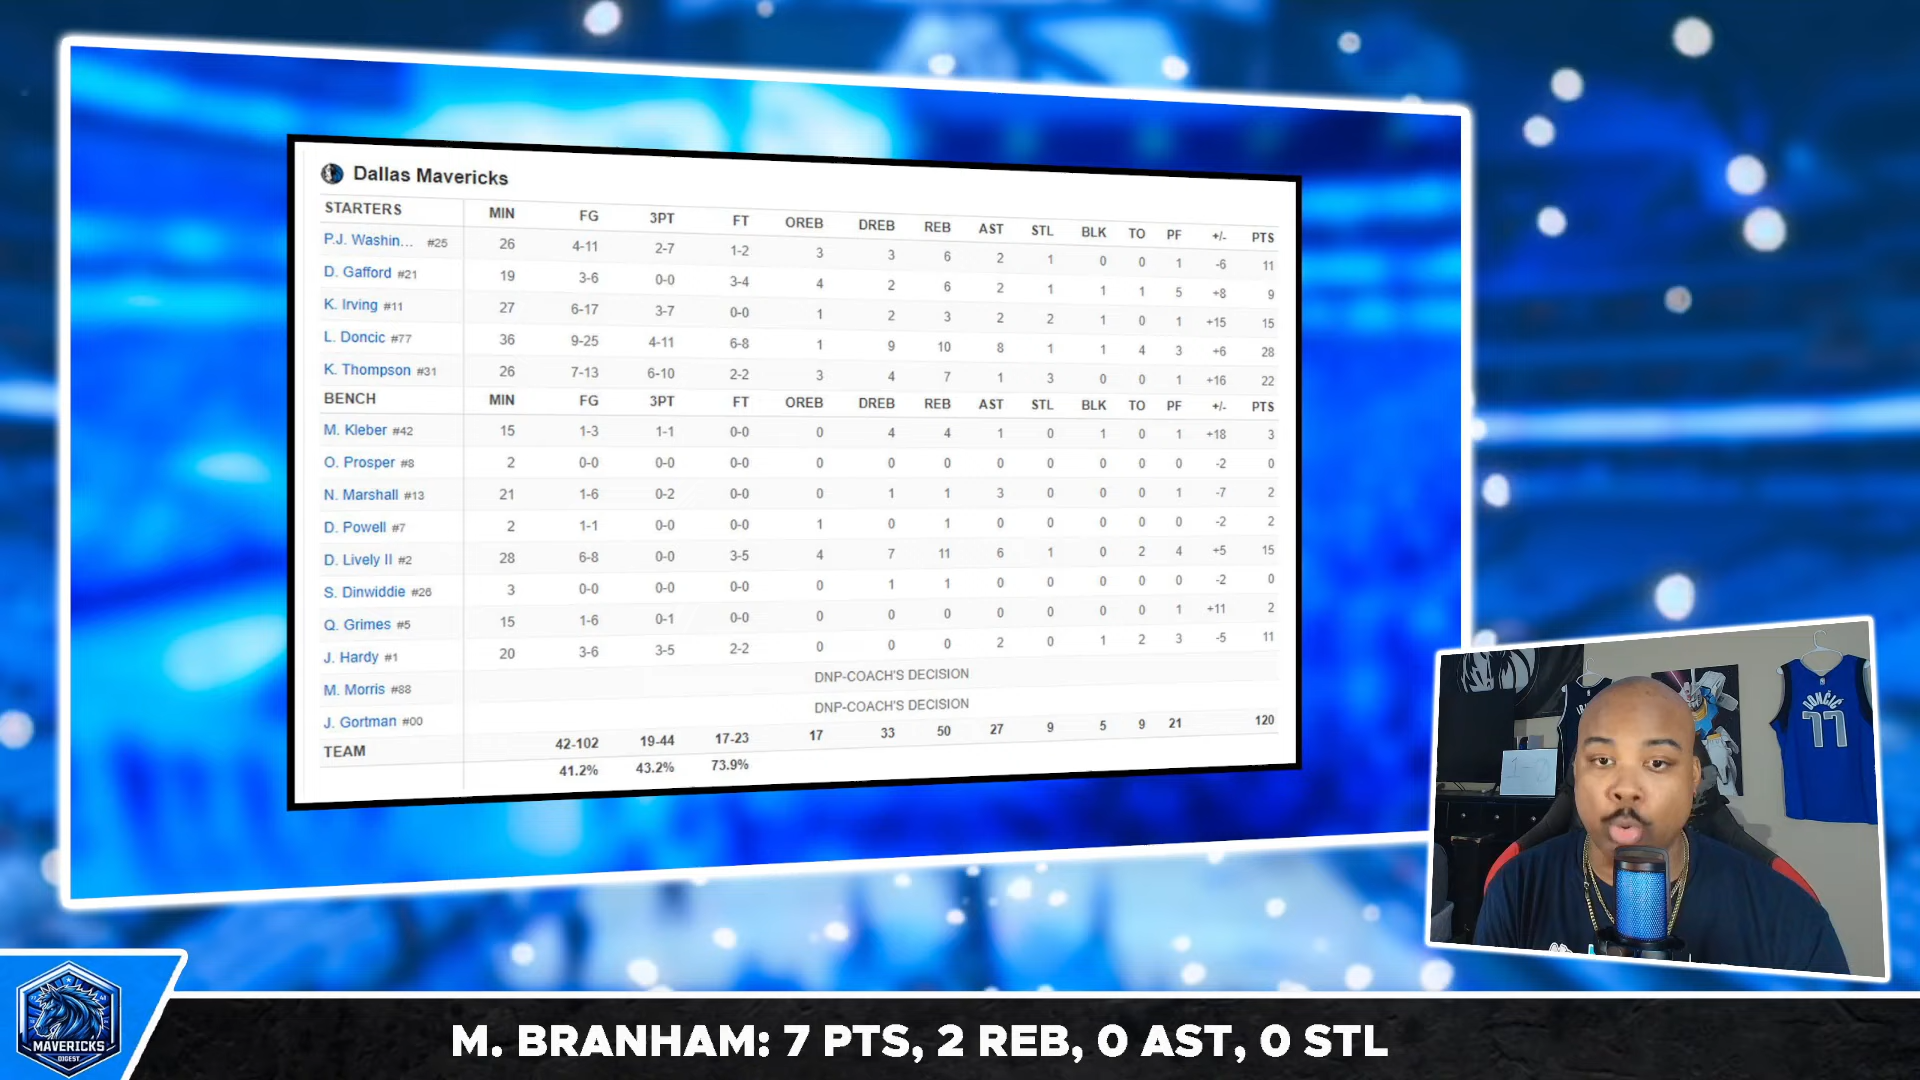 Dallas Mavericks
STARTERS MIN FG 3PT FT OREB DREB REB AST STL BLK TO PF +/- PTS
P.J. Washin... #25 26 4-11 2-7 1-2 3 3 6 2 1 0 0 1 -6 11
D. Gafford #21 19 3-6 0-0 3-4 4 2 6 2 1 1 1 5 +8 9
K. Irving #11 27 6-17 3-7 0-0 1 2 3 2 2 1 0 1 +15 15
L. Doncic #77 36 9-25 4-11 6-8 1 9 10 8 1 1 4 3 +6 28
K. Thompson #31 26 7-13 6-10 2-2 3 4 7 1 3 0 0 1 +16 22
BENCH MIN FG 3PT FT OREB DREB REB AST STL BLK TO PF +/- PTS
M. Kleber #42 15 1-3 1-1 0-0 0 4 4 1 0 1 0 1 +18 3
O. Prosper #8 2 0-0 0-0 0-0 0 0 0 0 0 0 0 0 -2 0
N. Marshall #13 21 1-6 0-2 0-0 0 1 1 3 0 0 0 1 -7 2
D. Powell #7 2 1-1 0-0 0-0 1 0 1 0 0 0 0 0 -2 2
D. Lively II #2 28 6-8 0-0 3-5 4 7 11 6 1 0 2 4 +5 15
S. Dinwiddie #26 3 0-0 0-0 0-0 0 1 1 0 0 0 0 0 -2 0
Q. Grimes #5 15 1-6 0-1 0-0 0 0 0 0 0 0 0 1 +11 2
J. Hardy #1 20 3-6 3-5 2-2 0 0 0 2 0 1 2 3 -5 11
M. Morris #88 DNP-COACH'S DECISION
J. Gortman #00 DNP-COACH'S DECISION
TEAM 42-102 19-44 17-23 17 33 50 27 9 5 9 21 120
41.2% 43.2% 73.9%
DONČIĆ
77
1-0
MAVERICKS
DIGEST
M. BRANHAM: 7 PTS, 2 REB, 0 AST, 0 STL